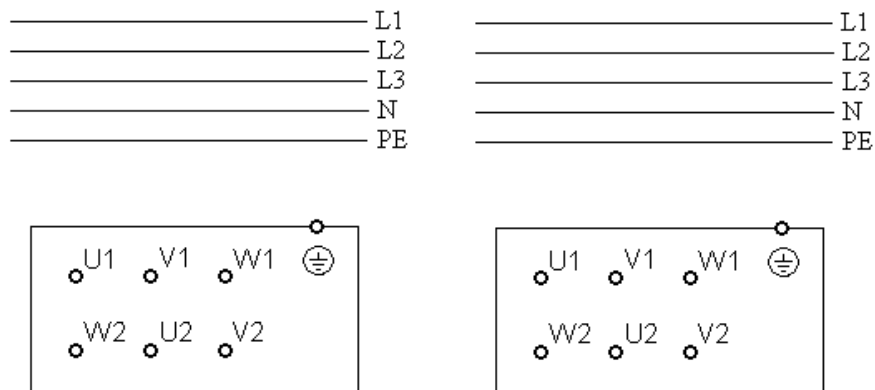 L1 L1
L2 L2
L3 L3
N N
PE PE
U1 V1 W1 U1 V1 W1
W2 U2 V2 W2 U2 V2